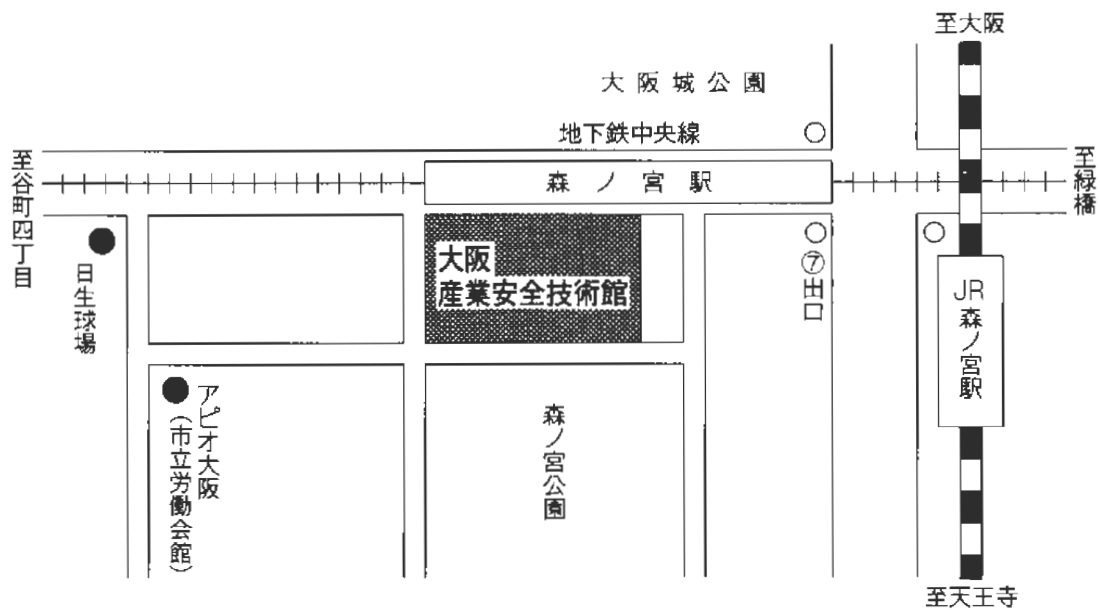 至大阪
大阪城公園
地下鉄中央線
至谷町四丁目
森ノ宮駅
至緑橋
大阪
産業安全技術館
日生球場
⑦出口
JR
森ノ宮駅
アピオ大阪
(市立労働会館)
森ノ宮公園
至天王寺